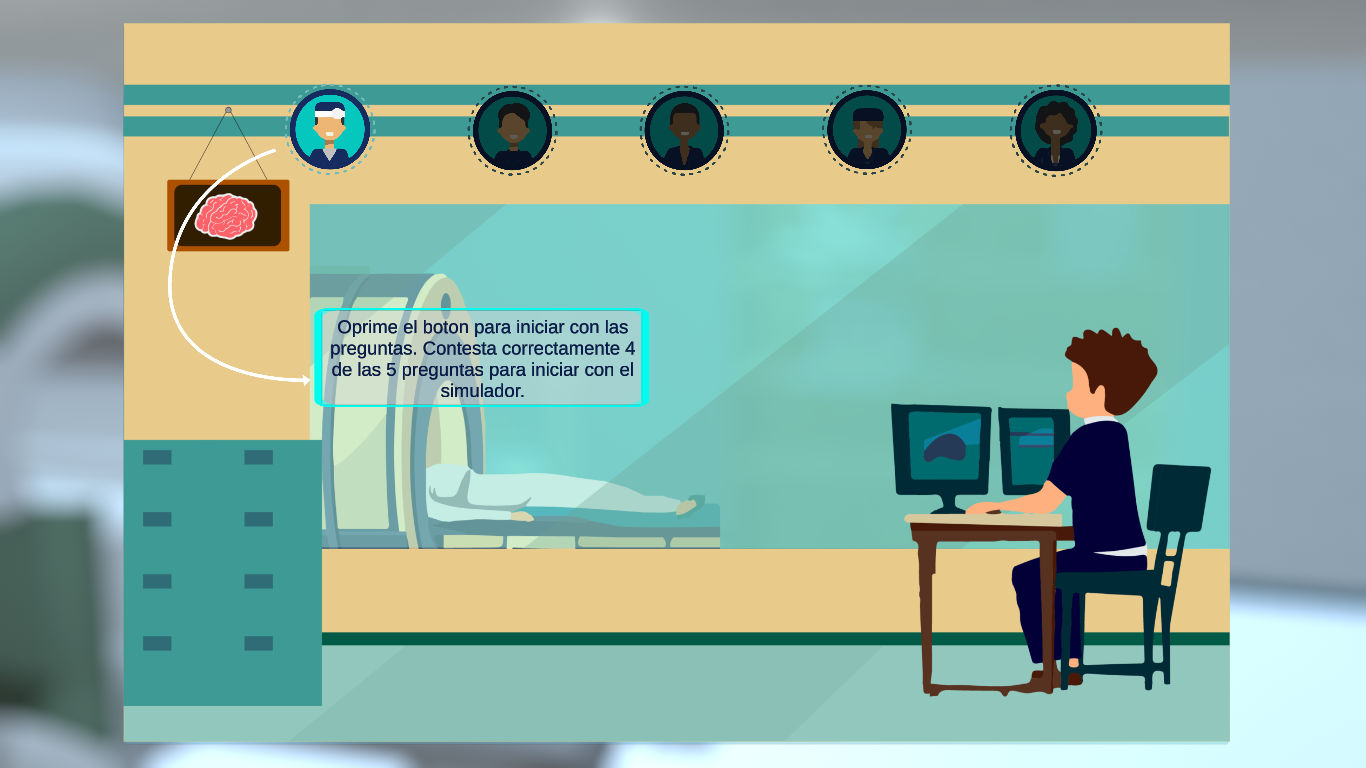 Oprime el boton para iniciar con las
preguntas. Contesta correctamente 4
de las 5 preguntas para iniciar con el
simulador.